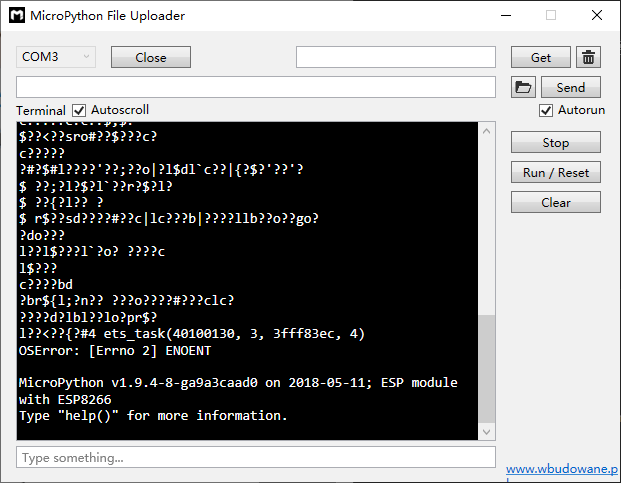 MicroPython File Uploader
COM3
Close
Get
Send
Terminal
Autoscroll
Autorun
$??<??sro#??$???c?
c?????
?#?$#l????'??;??o|?l$dl`c??|{?$?'??'?
$ ??;?l?$?l`??r?$?l?
$ ??{?l?? ?
$ r$??sd????#??c|lc???b|????llb??o??go?
?do???
l??l$???l`?o? ????c
l$???
c????bd
?br${l;?n?? ???o????#???clc?
????d?lbl??lo?pr$?
l??<??{?#4 ets_task(40100130, 3, 3fff83ec, 4)
OSError: [Errno 2] ENOENT
MicroPython v1.9.4-8-ga9a3caad0 on 2018-05-11; ESP module
with ESP8266
Type "help()" for more information.
Stop
Run / Reset
Clear
Type something...
www.wbudowane.p